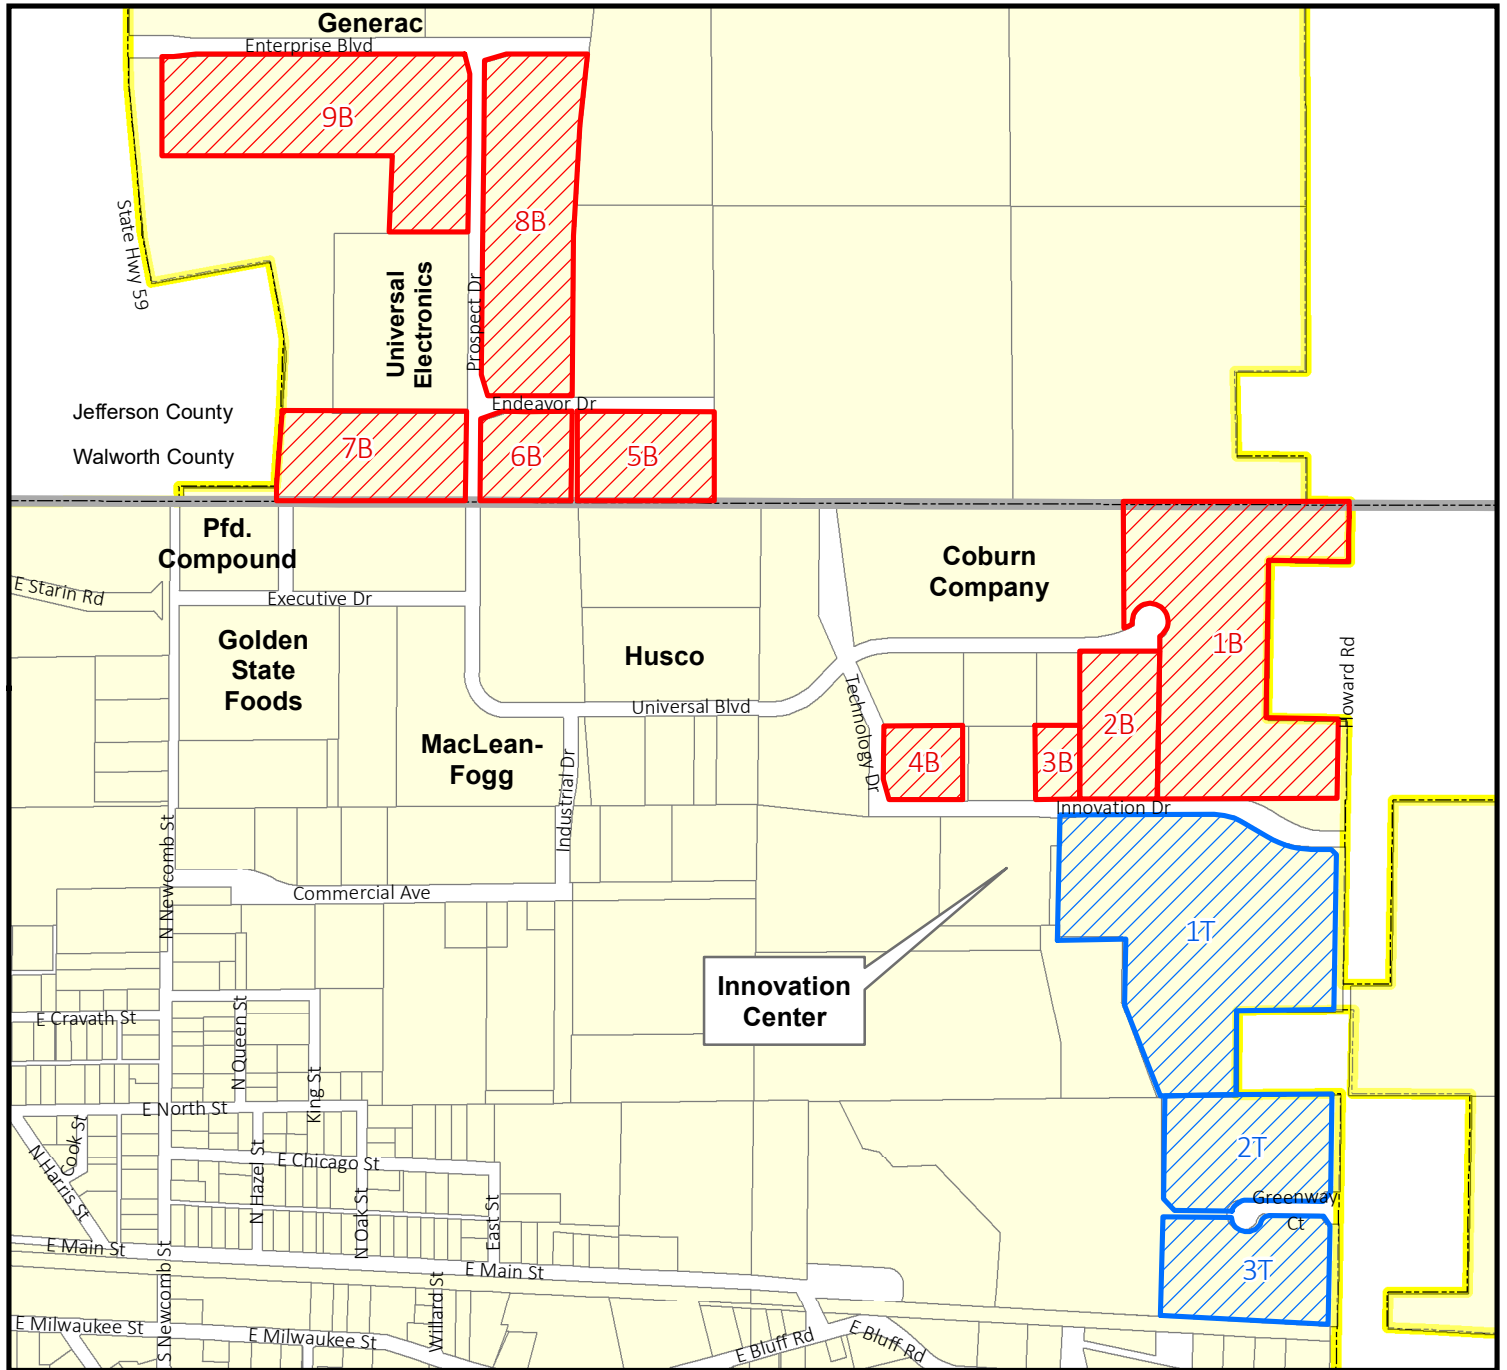 Generac
Enterprise Blvd
9B
8B
State Hwy 59
Universal
Electronics
Prospect Dr
Endeavor Dr
Jefferson County
Walworth County
7B
6B
5B
Pfd.
Compound
Coburn
Company
E Starin Rd
Executive Dr
Golden
State
Foods
Husco
1B
Howard Rd
Universal Blvd
Technology Dr
2B
MacLean-
Fogg
Industrial Dr
4B
3B
Innovation Dr
N Newcomb St
Commercial Ave
1T
Innovation
Center
E Cravath St
N Queen St
King St
E North St
Cook St
N Harris St
N Hazel St
E Chicago St
N Oak St
East St
2T
Greenway
Ct
3T
E Main St
E Main St
S Newcomb St
Willard St
E Milwaukee St
E Milwaukee St
E Bluff Rd
E Bluff Rd